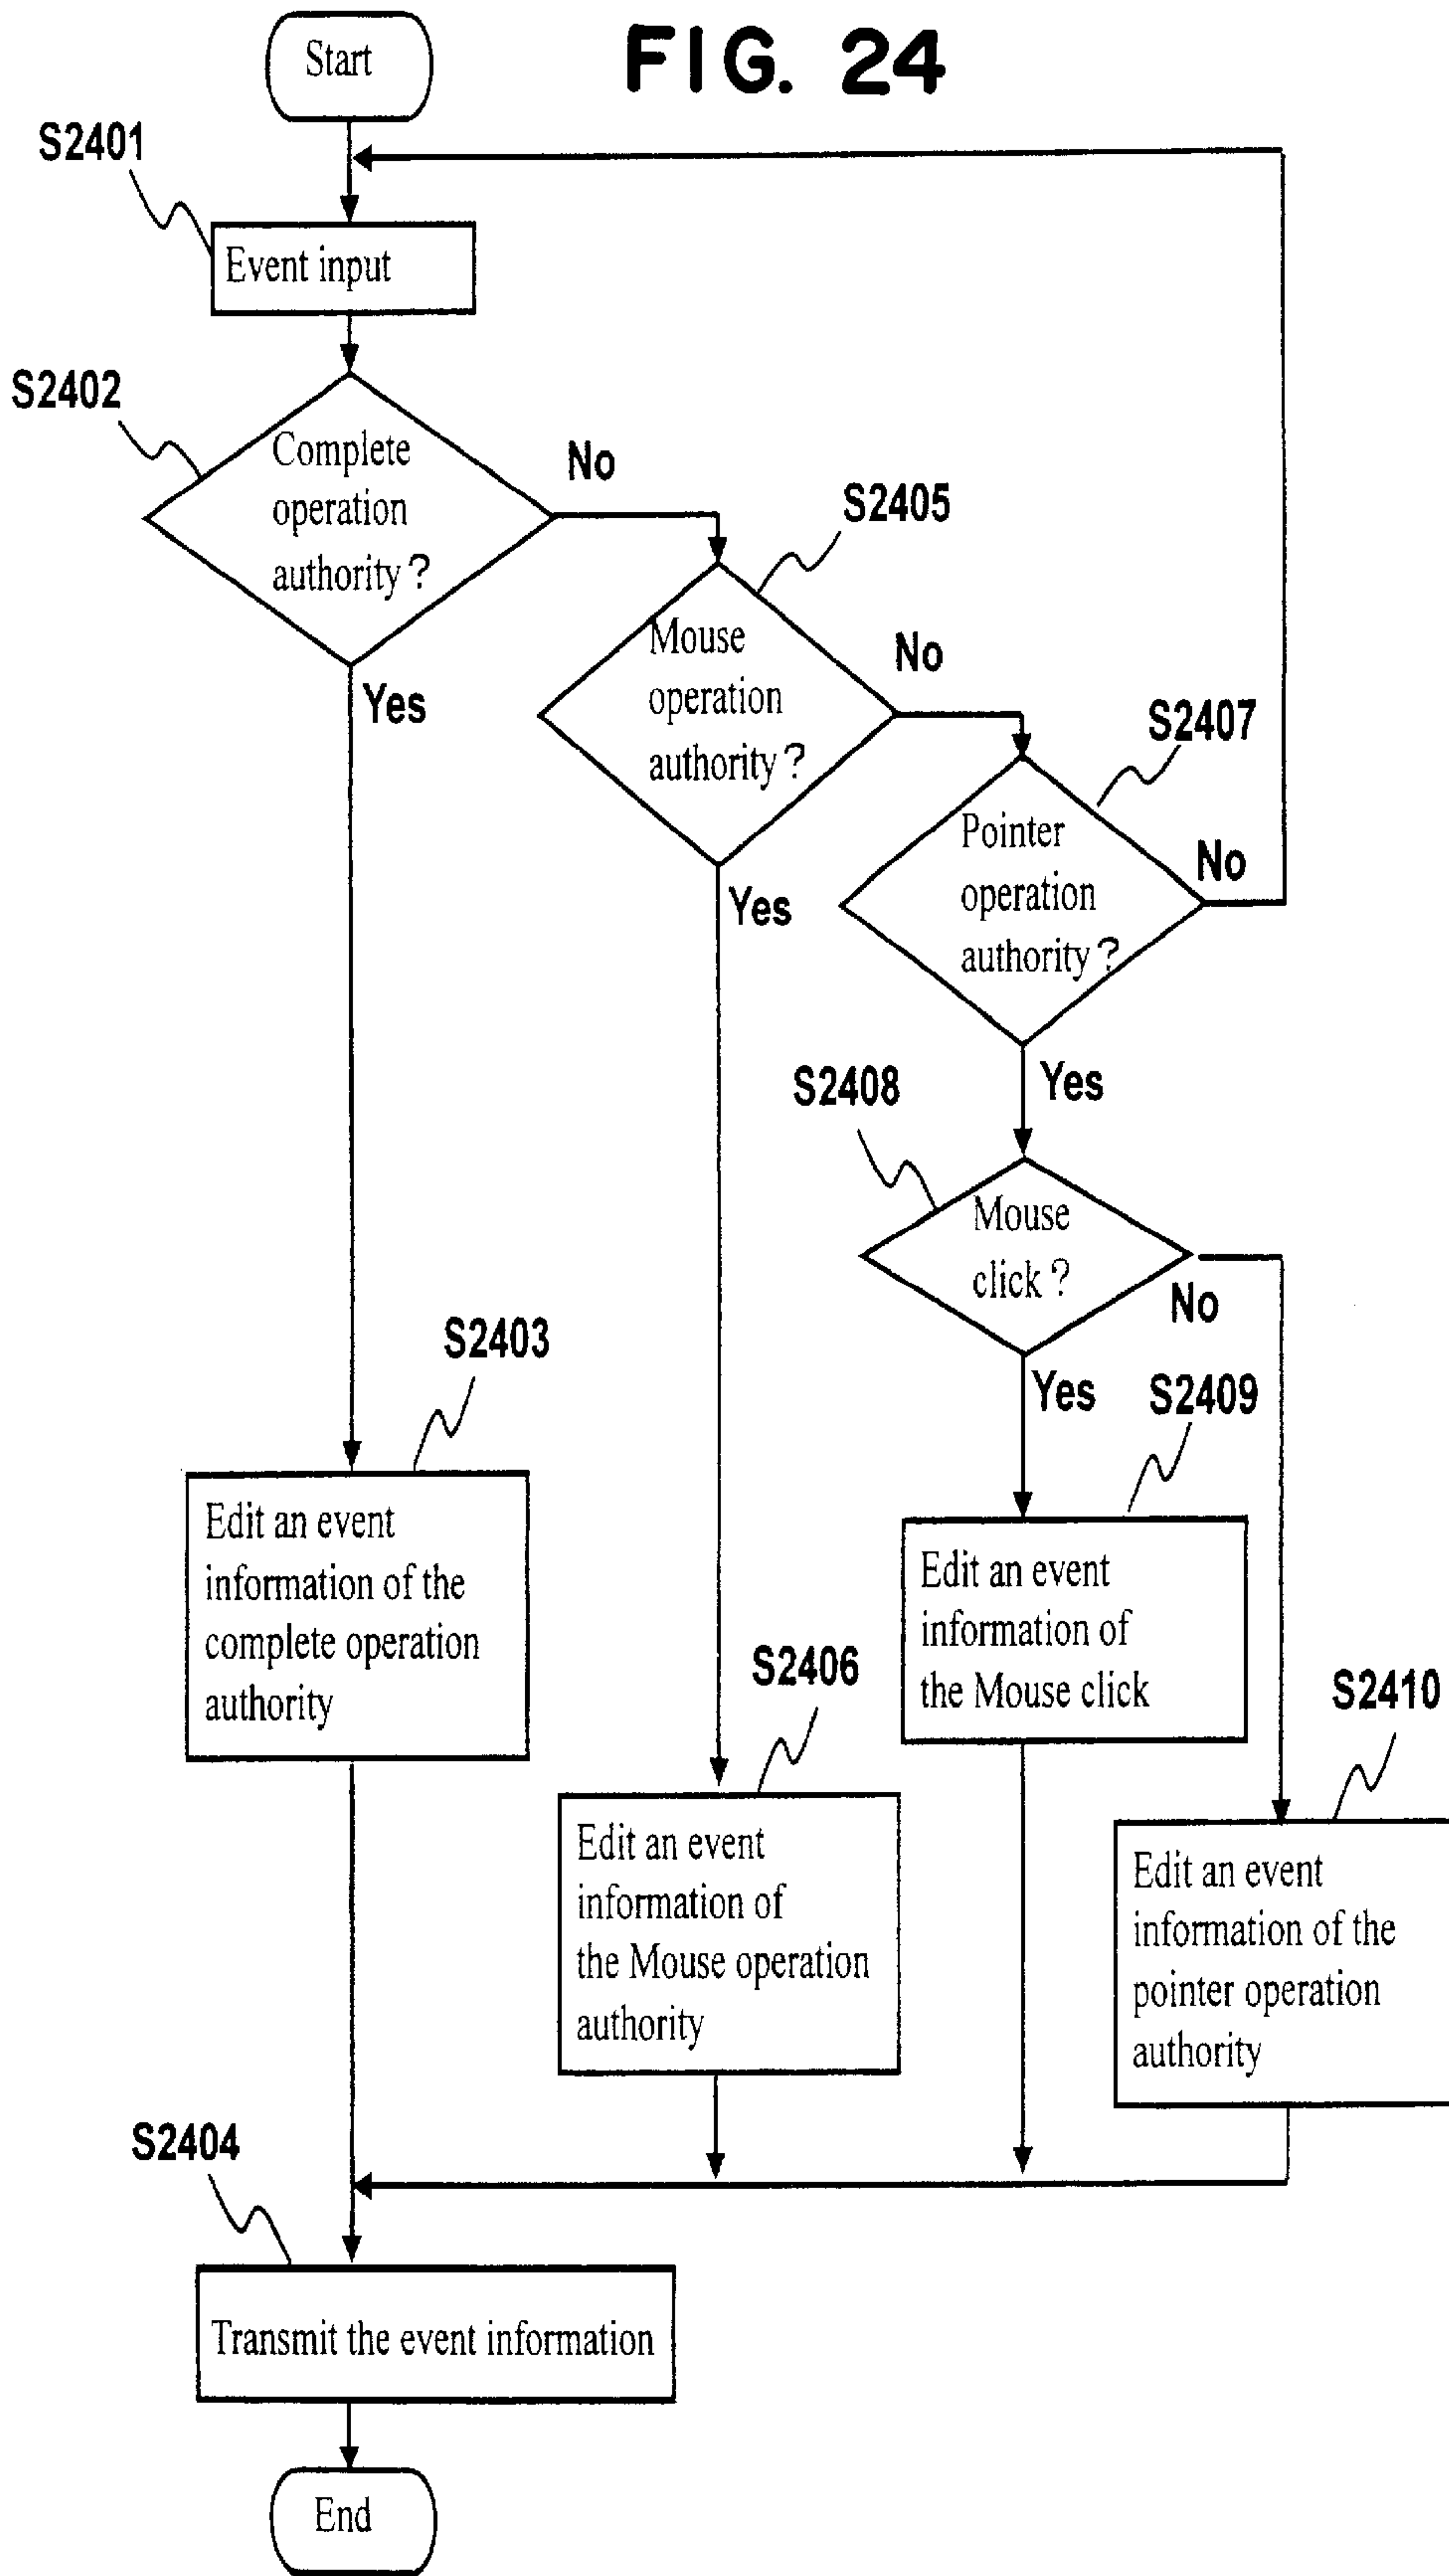 Start
FIG. 24
S2401
Event input
S2402
Complete
operation
authority?
No
Yes
S2405
Mouse
operation
authority?
No
Yes
S2407
Pointer
operation
authority?
No
Yes
S2408
Mouse
click?
No
Yes
S2403
Edit an event
information of the
complete operation
authority
S2409
Edit an event
information of
the Mouse click
S2406
Edit an event
information of
the Mouse operation
authority
S2410
Edit an event
information of the
pointer operation
authority
S2404
Transmit the event information
End